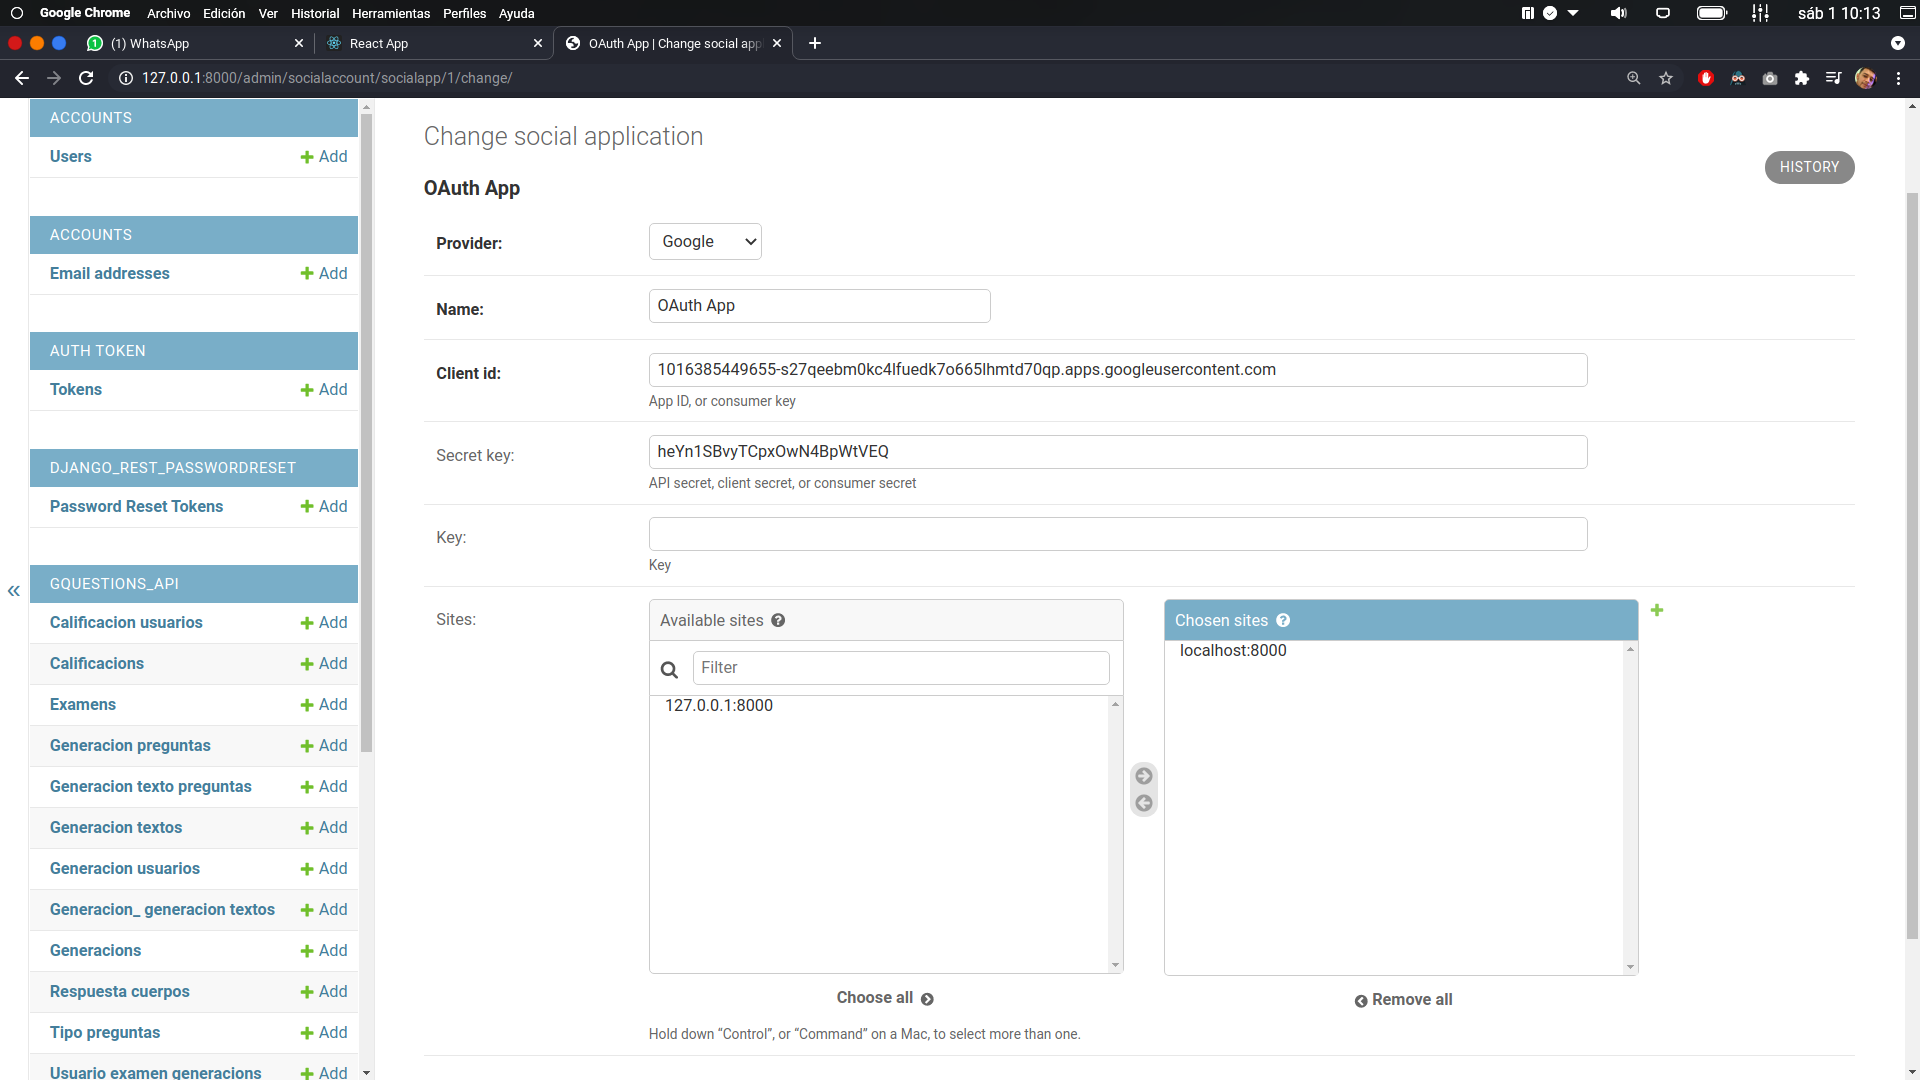 Google Chrome Archivo Edición Ver Historial Herramientas Perfiles Ayuda sáb 1 10:13
(1) WhatsApp React App OAuth App | Change social app
127.0.0.1:8000/admin/socialaccount/socialapp/1/change/
ACCOUNTS
Users Add
ACCOUNTS
Email addresses Add
AUTH TOKEN
Tokens Add
DJANGO_REST_PASSWORDRESET
Password Reset Tokens Add
GQUESTIONS_API
Calificacion usuarios Add
Calificacions Add
Examens Add
Generacion preguntas Add
Generacion texto preguntas Add
Generacion textos Add
Generacion usuarios Add
Generacion_ generacion textos Add
Generacions Add
Respuesta cuerpos Add
Tipo preguntas Add
Usuario examen generacions Add
«
Change social application
HISTORY
OAuth App
Provider: Google
Name: OAuth App
Client id: 1016385449655-s27qeebm0kc4lfuedk7o665lhmtd70qp.apps.googleusercontent.com
App ID, or consumer key
Secret key: heYn1SBvyTCpxOwN4BpWtVEQ
API secret, client secret, or consumer secret
Key:
Key
Sites:
Available sites
Filter
127.0.0.1:8000
Choose all
Chosen sites
localhost:8000
Remove all
Hold down “Control”, or “Command” on a Mac, to select more than one.